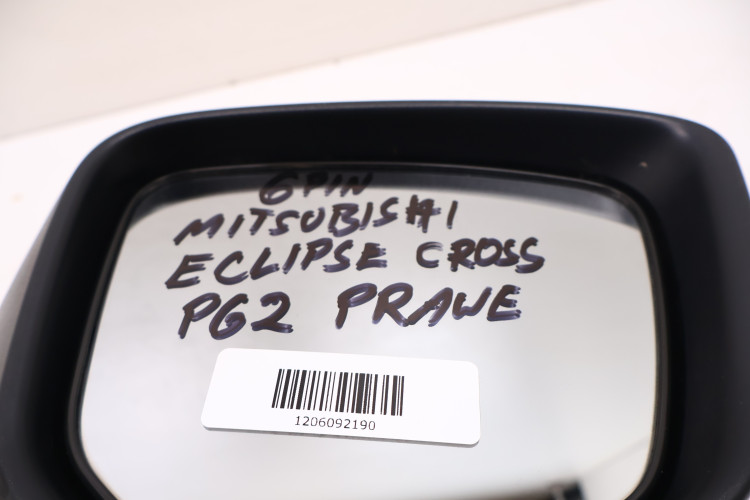 6PIN
MITSUBISHI
ECLIPSE CROSS
PG2 PRAWE
1206092190